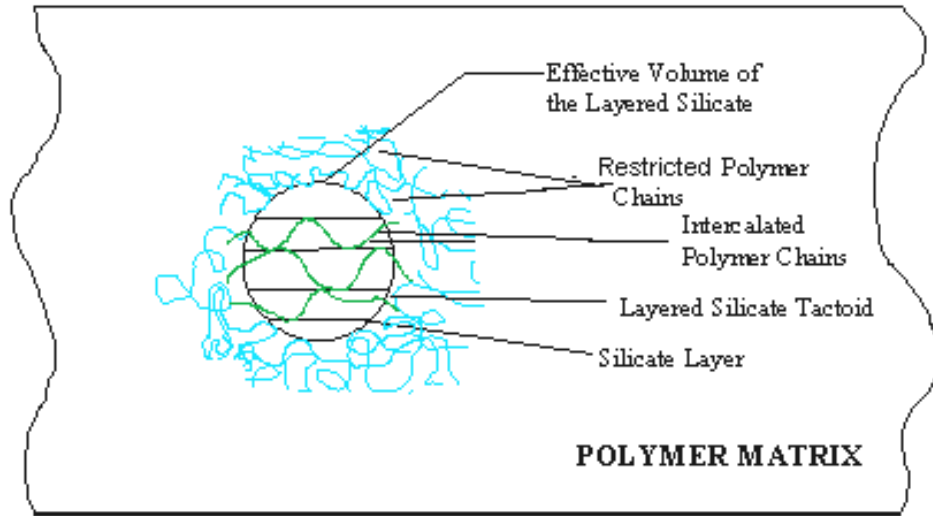 Effective Volume of
the Layered Silicate
Restricted Polymer
Chains
Intercalated
Polymer Chains
Layered Silicate Tactoid
Silicate Layer
POLYMER MATRIX